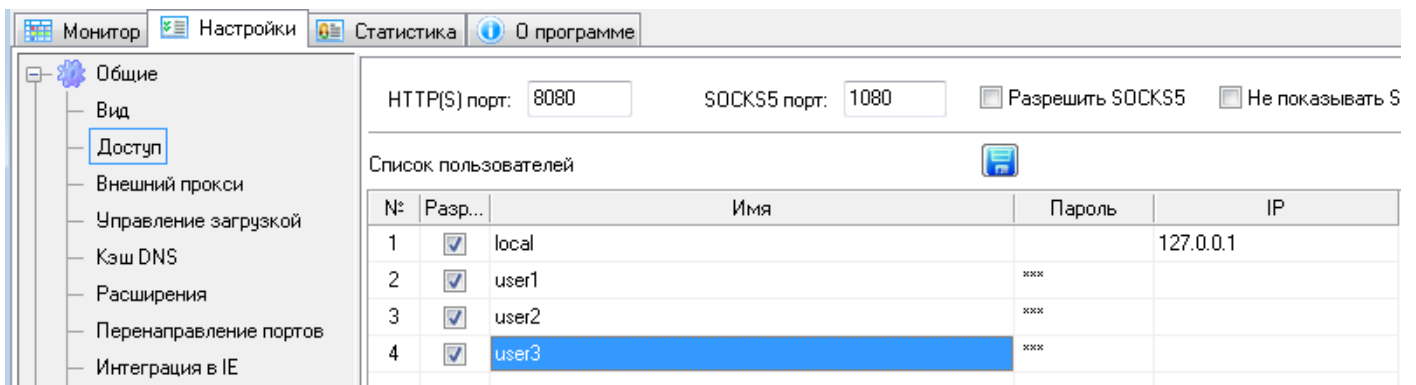 Монитор Настройки Статистика О программе
Общие
Вид
Доступ
Внешний прокси
Управление загрузкой
Кэш DNS
Расширения
Перенаправление портов
Интеграция в IE
HTTP(S) порт: 8080 SOCKS5 порт: 1080 Разрешить SOCKS5 Не показывать S
Список пользователей
№ Разр... Имя Пароль IP
1 local 127.0.0.1
2 user1 ***
3 user2 ***
4 user3 ***